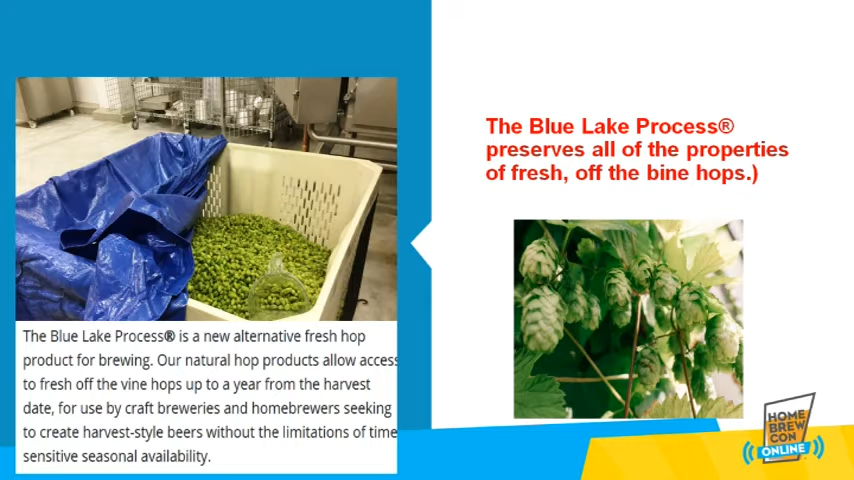 The Blue Lake Process®
preserves all of the properties
of fresh, off the bine hops.)
The Blue Lake Process® is a new alternative fresh hop
product for brewing. Our natural hop products allow access
to fresh off the vine hops up to a year from the harvest
date, for use by craft breweries and homebrewers seeking
to create harvest-style beers without the limitations of time
sensitive seasonal availability.
HOME
BREW
CON
ONLINE